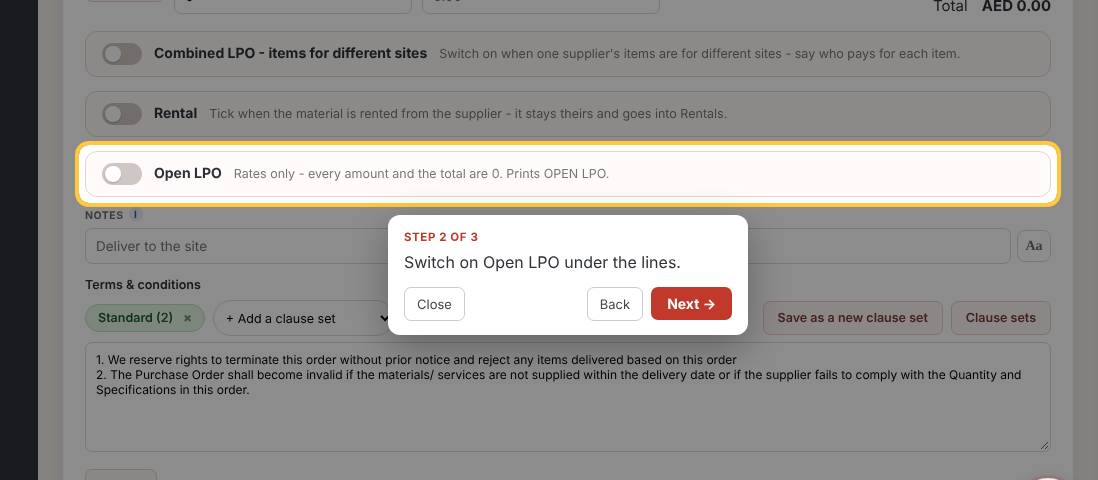 Total AED 0.00
Combined LPO - items for different sites Switch on when one supplier's items are for different sites - say who pays for each item.
Rental Tick when the material is rented from the supplier - it stays theirs and goes into Rentals.
Open LPO Rates only - every amount and the total are 0. Prints OPEN LPO.
NOTES i
Deliver to the site Aa
STEP 2 OF 3
Switch on Open LPO under the lines.
Close Back Next →
Terms & conditions
Standard (2) × + Add a clause set Save as a new clause set Clause sets
1. We reserve rights to terminate this order without prior notice and reject any items delivered based on this order
2. The Purchase Order shall become invalid if the materials/ services are not supplied within the delivery date or if the supplier fails to comply with the Quantity and
Specifications in this order.